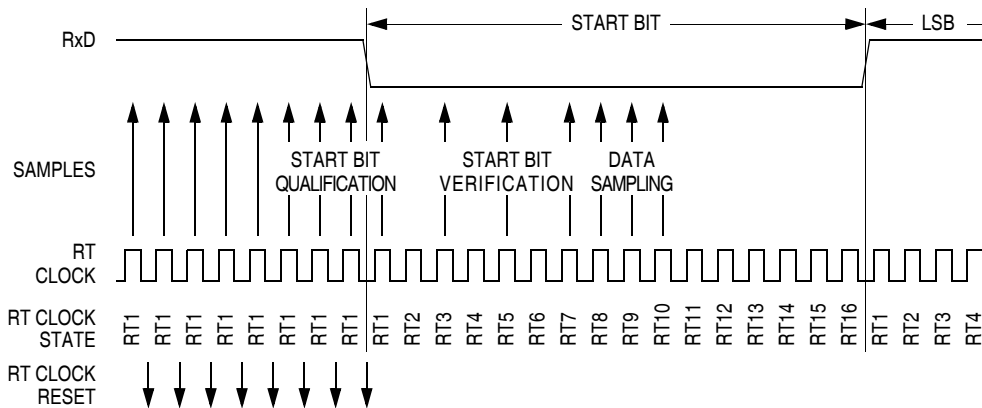 START BIT
LSB
RxD
SAMPLES
START BIT
QUALIFICATION
START BIT
VERIFICATION
DATA
SAMPLING
RT
CLOCK
RT CLOCK
STATE
RT1 RT1 RT1 RT1 RT1 RT1 RT1 RT1 RT1 RT2 RT3 RT4 RT5 RT6 RT7 RT8 RT9 RT10 RT11 RT12 RT13 RT14 RT15 RT16 RT1 RT2 RT3 RT4
RT CLOCK
RESET